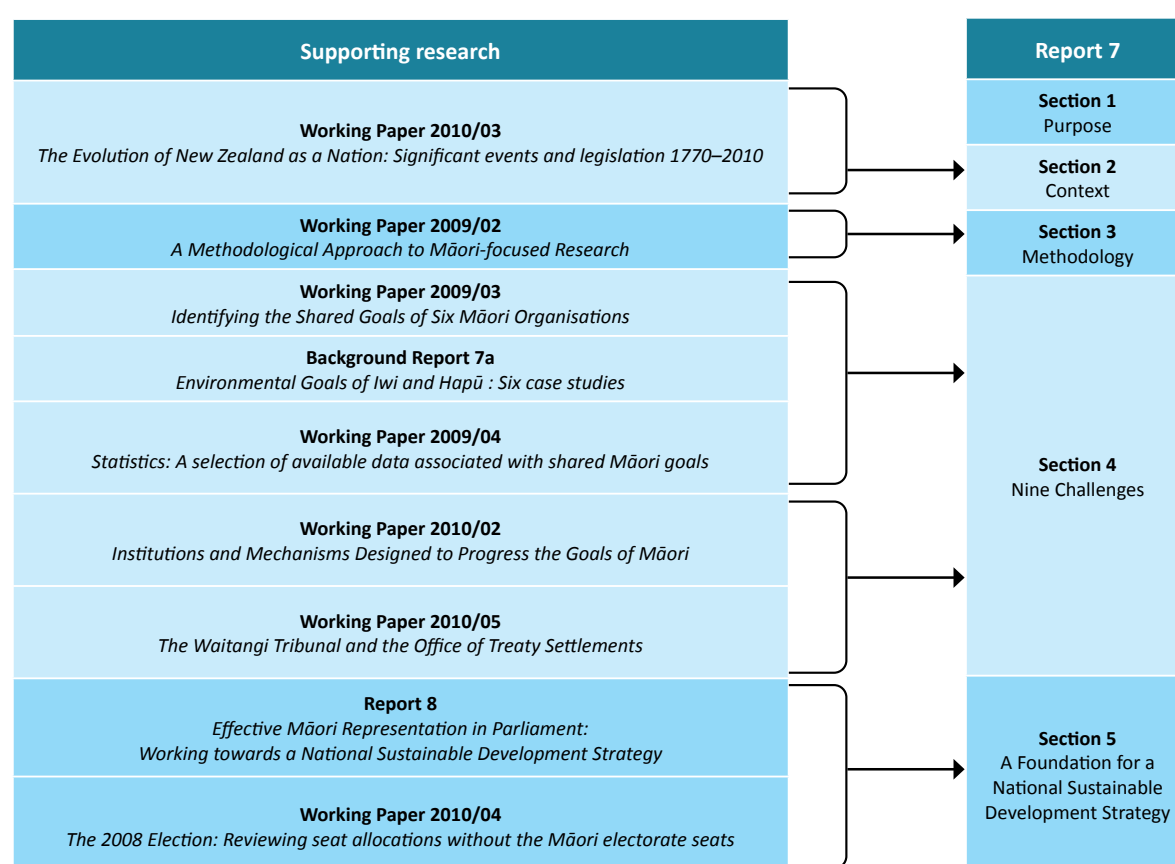 Supporting research
Working Paper 2010/03
The Evolution of New Zealand as a Nation: Significant events and legislation 1770–2010
Working Paper 2009/02
A Methodological Approach to Māori-focused Research
Working Paper 2009/03
Identifying the Shared Goals of Six Māori Organisations
Background Report 7a
Environmental Goals of Iwi and Hapū : Six case studies
Working Paper 2009/04
Statistics: A selection of available data associated with shared Māori goals
Working Paper 2010/02
Institutions and Mechanisms Designed to Progress the Goals of Māori
Working Paper 2010/05
The Waitangi Tribunal and the Office of Treaty Settlements
Report 8
Effective Māori Representation in Parliament:
Working towards a National Sustainable Development Strategy
Working Paper 2010/04
The 2008 Election: Reviewing seat allocations without the Māori electorate seats
Report 7
Section 1
Purpose
Section 2
Context
Section 3
Methodology
Section 4
Nine Challenges
Section 5
A Foundation for a
National Sustainable
Development Strategy